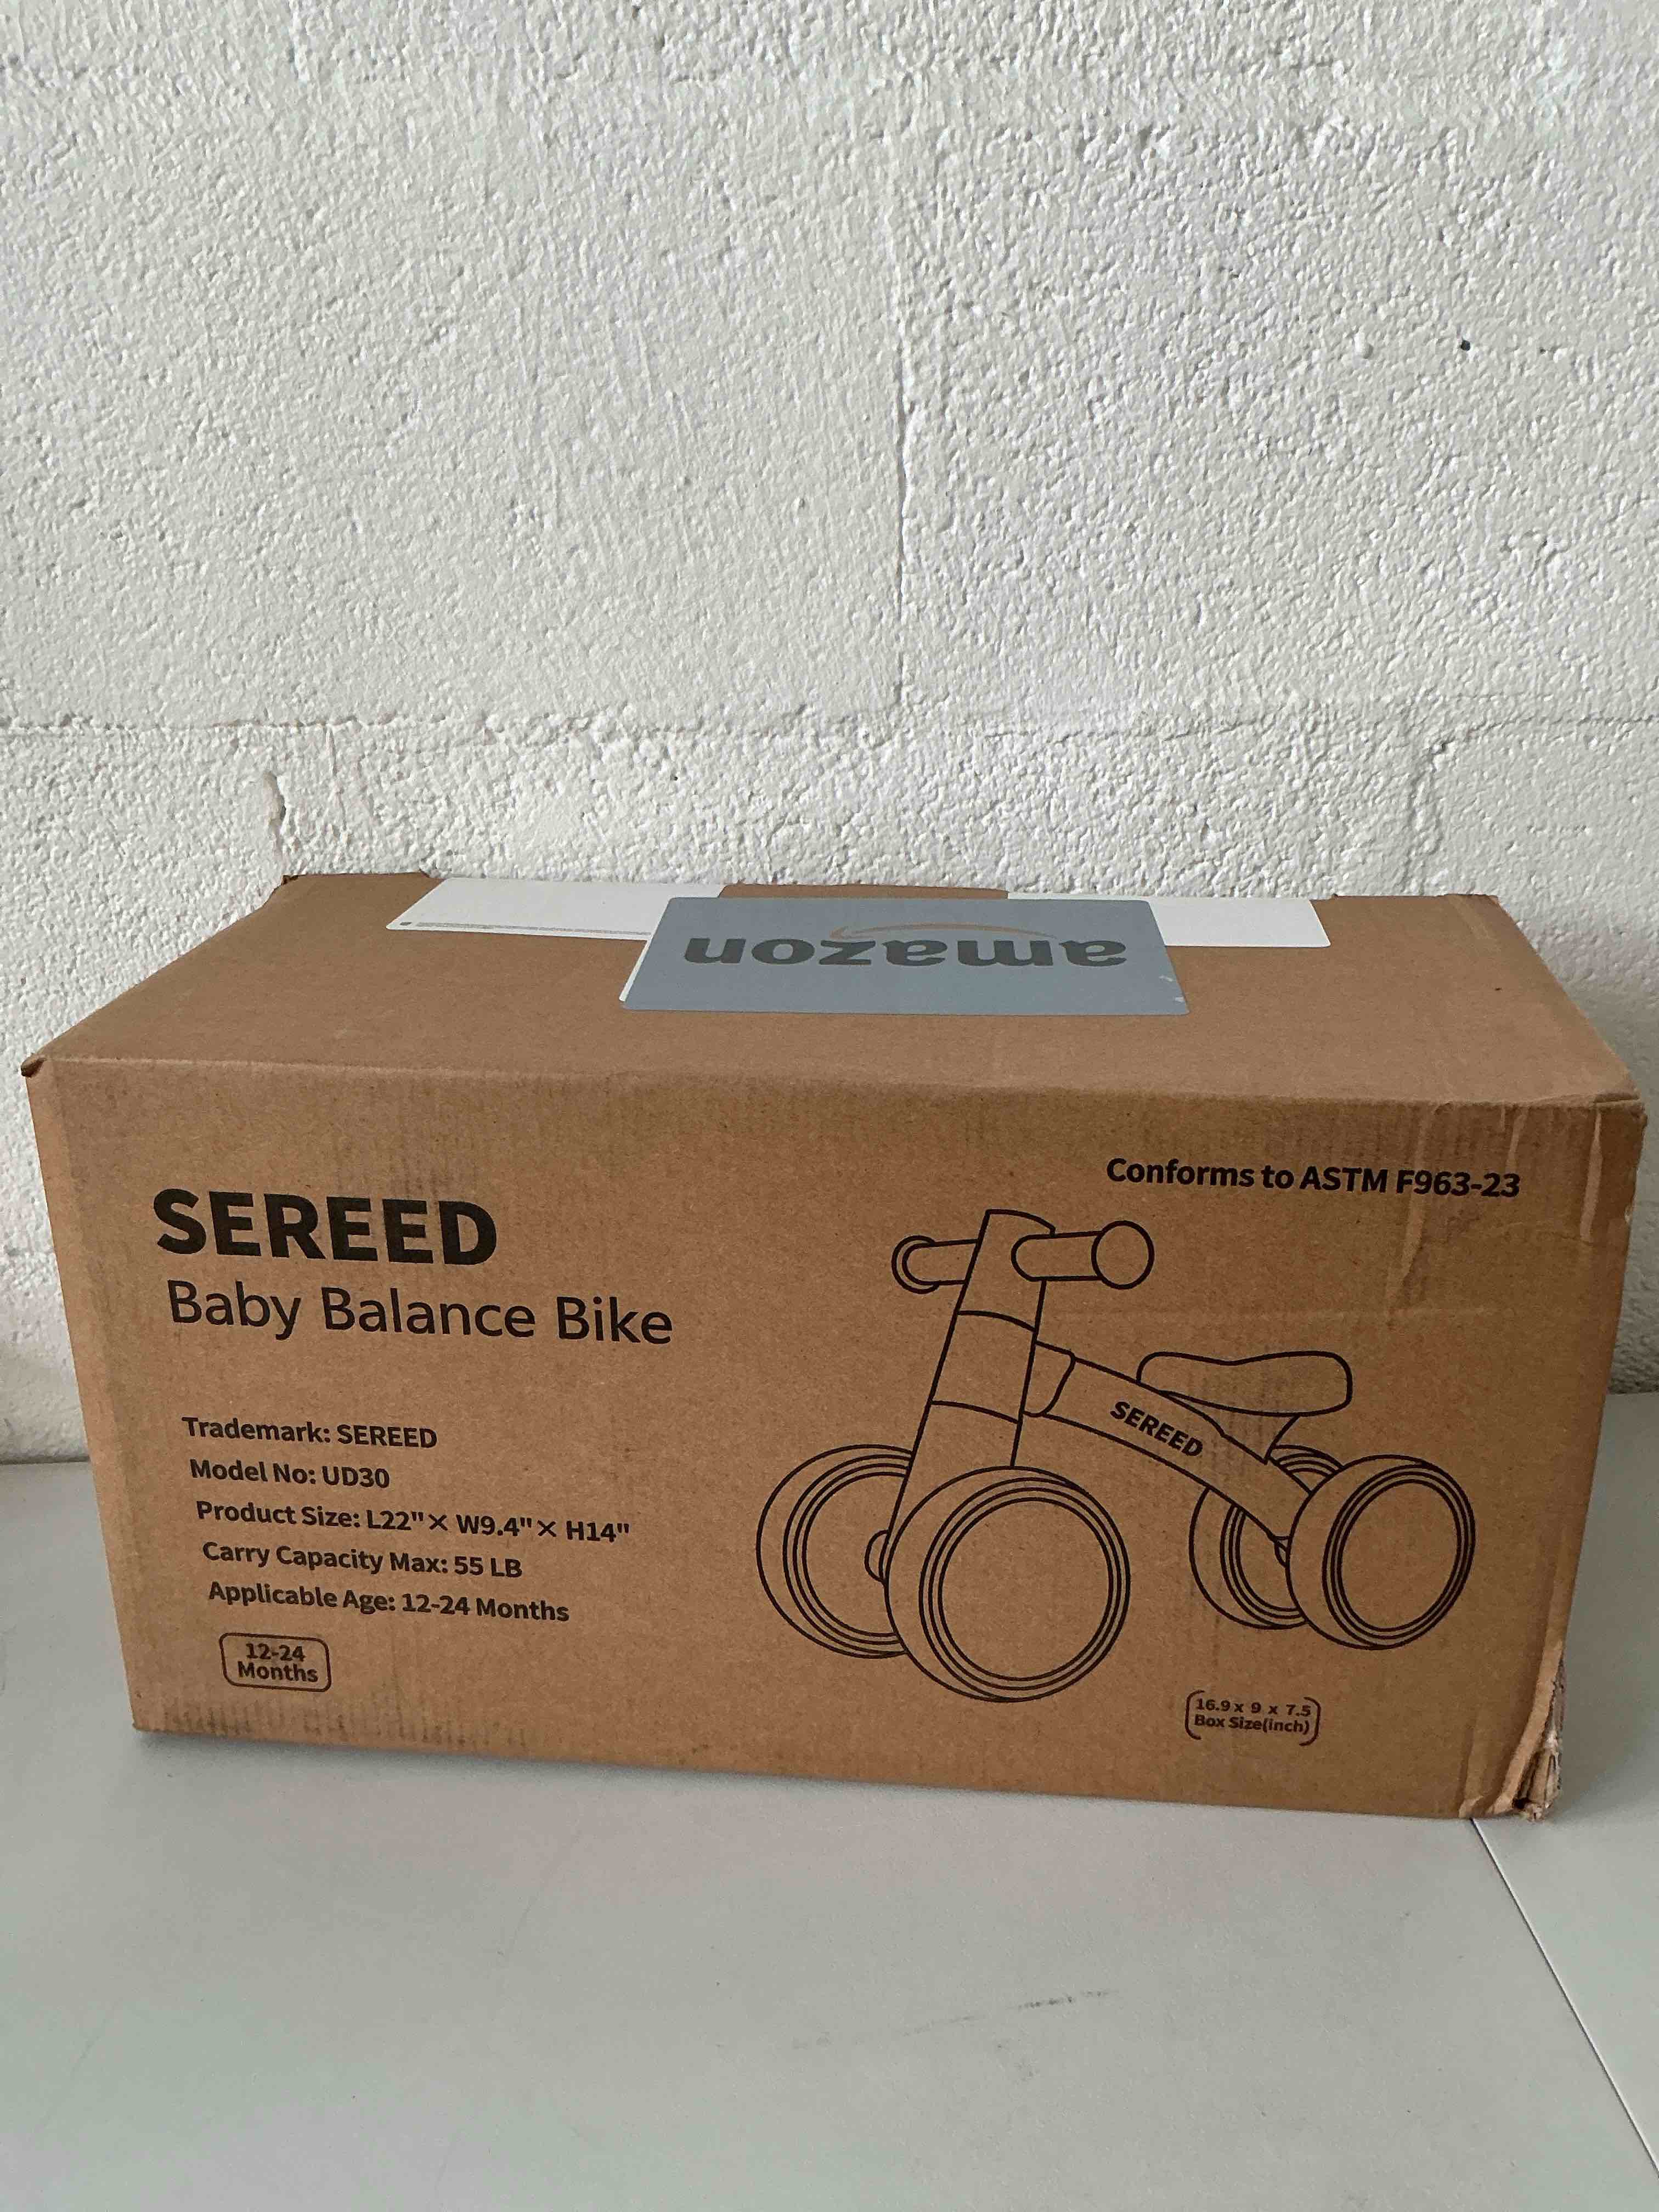 amazon
Conforms to ASTM F963-23
SEREED
Baby Balance Bike
Trademark: SEREED
Model No: UD30
Product Size: L22"× W9.4"× H14"
Carry Capacity Max: 55 LB
Applicable Age: 12-24 Months
12-24
Months
SEREED
16.9 x 9 x 7.5
Box Size(inch)